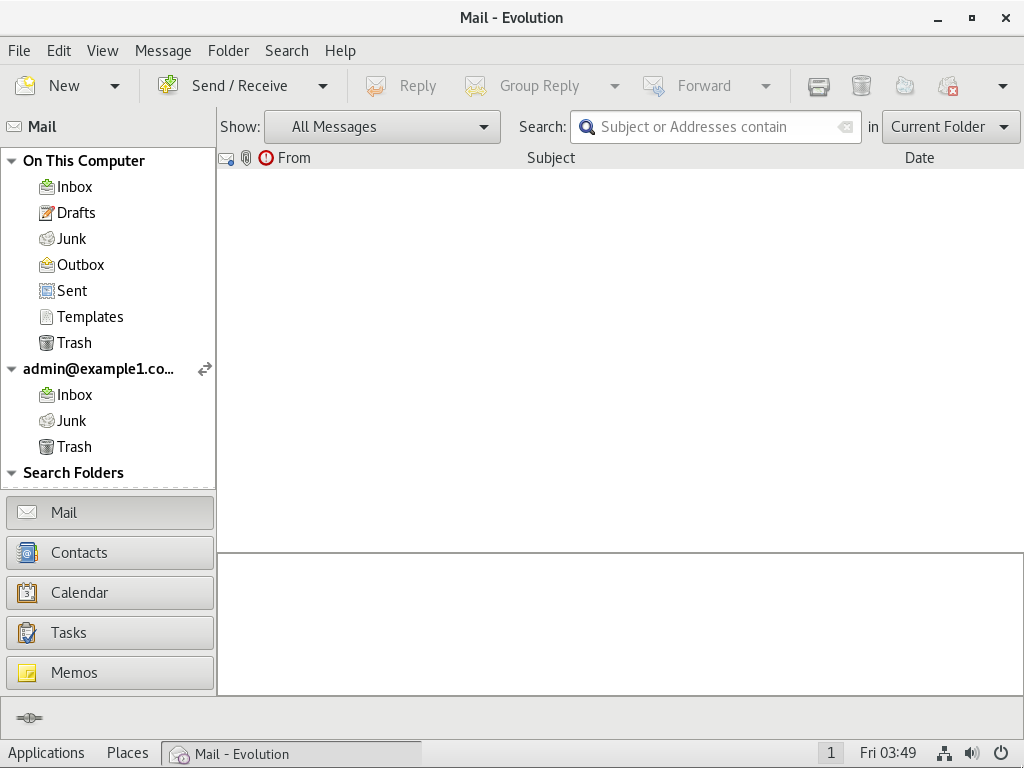 Mail - Evolution
File Edit View Message Folder Search Help
New Send / Receive Reply Group Reply Forward
Mail Show: All Messages Search: Subject or Addresses contain in Current Folder
From Subject Date
On This Computer
Inbox
Drafts
Junk
Outbox
Sent
Templates
Trash
admin@example1.co...
Inbox
Junk
Trash
Search Folders
Mail
Contacts
3 Calendar
Tasks
Memos
Applications Places Mail - Evolution 1 Fri 03:49